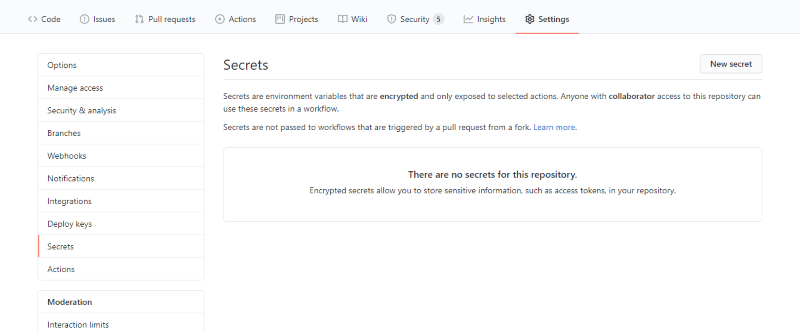 Code Issues Pull requests Actions Projects Wiki Security 5 Insights Settings
Options
Manage access
Security & analysis
Branches
Webhooks
Notifications
Integrations
Deploy keys
Secrets
Actions
Moderation
Interaction limits
Secrets
New secret
Secrets are environment variables that are encrypted and only exposed to selected actions. Anyone with collaborator access to this repository can
use these secrets in a workflow.
Secrets are not passed to workflows that are triggered by a pull request from a fork. Learn more.
There are no secrets for this repository.
Encrypted secrets allow you to store sensitive information, such as access tokens, in your repository.